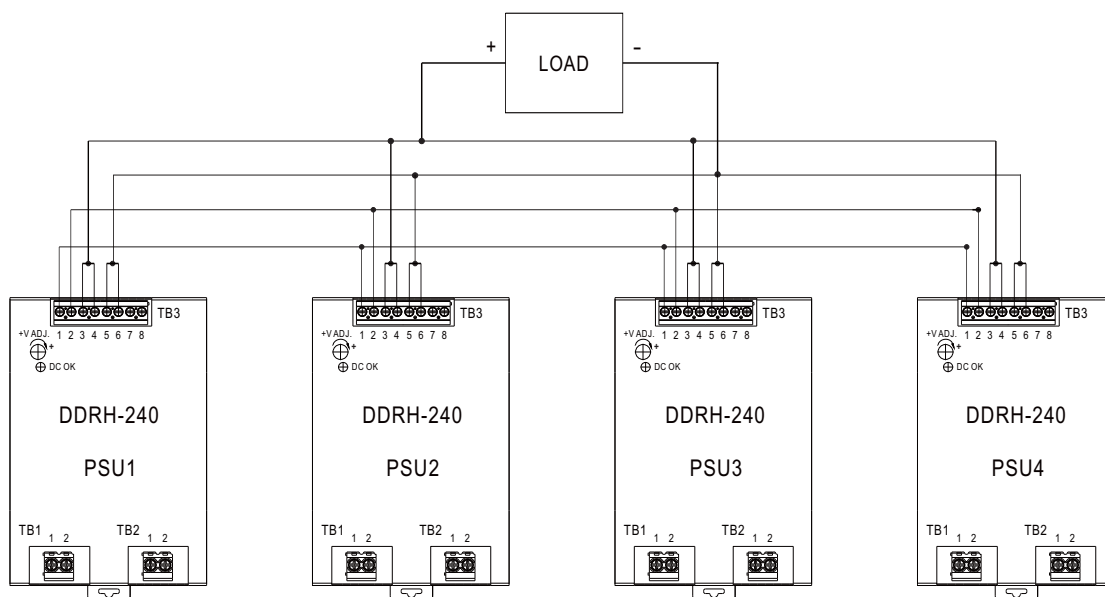 + LOAD -
TB3
1 2 3 4 5 6 7 8
+V ADJ.
+
DC OK
DDRH-240
PSU1
TB1 1 2
TB2 1 2
TB3
1 2 3 4 5 6 7 8
+V ADJ.
+
DC OK
DDRH-240
PSU2
TB1 1 2
TB2 1 2
TB3
1 2 3 4 5 6 7 8
+V ADJ.
+
DC OK
DDRH-240
PSU3
TB1 1 2
TB2 1 2
TB3
1 2 3 4 5 6 7 8
+V ADJ.
+
DC OK
DDRH-240
PSU4
TB1 1 2
TB2 1 2